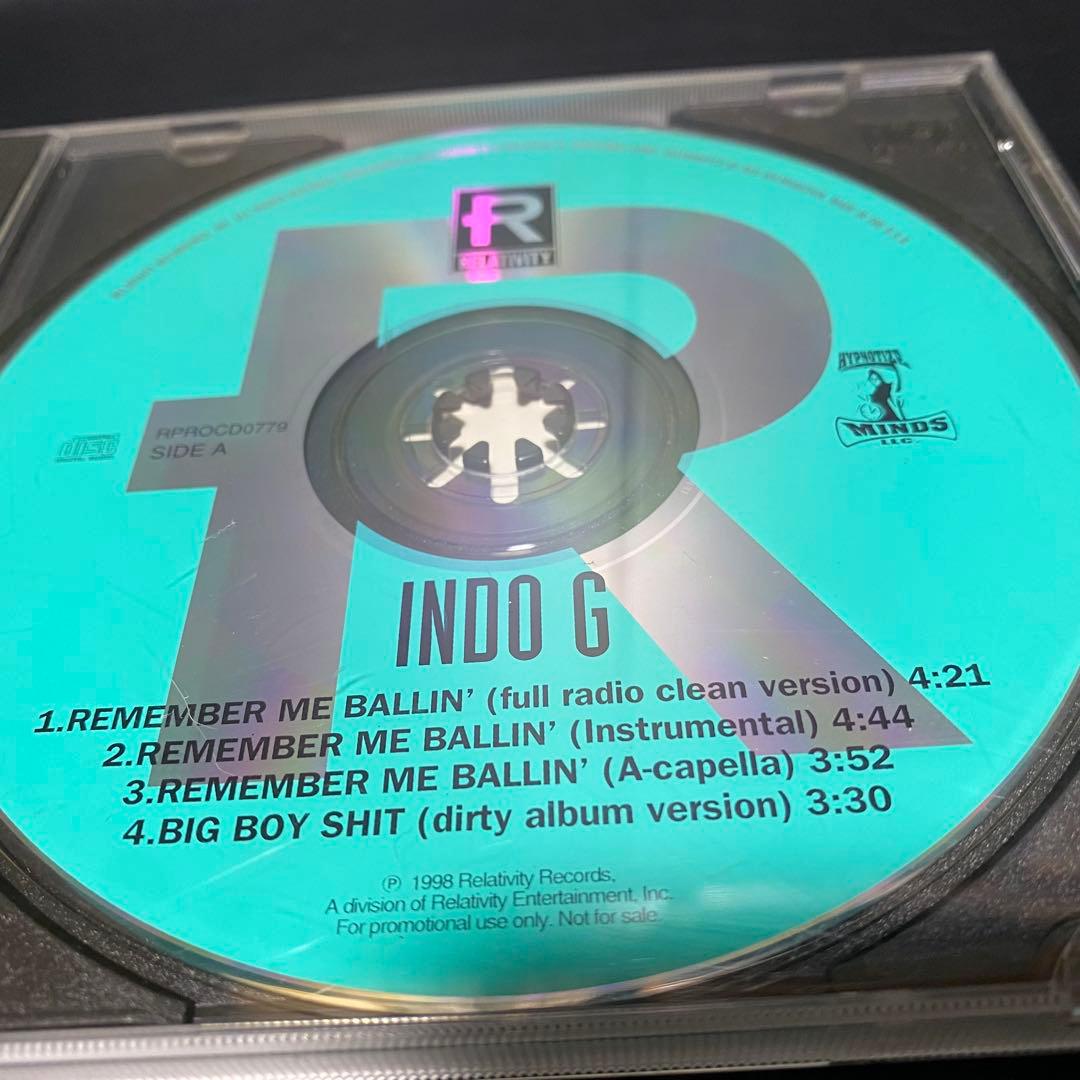 R
RELATIVITY
HYPNOTIZE
MINDS
LLC.
disc
RPROCD0779
SIDE A
INDO G
1.REMEMBER ME BALLIN' (full radio clean version) 4:21
2.REMEMBER ME BALLIN' (Instrumental) 4:44
3.REMEMBER ME BALLIN' (A-capella) 3:52
4.BIG BOY SHIT (dirty album version) 3:30
℗ 1998 Relativity Records,
A division of Relativity Entertainment, Inc.
For promotional use only. Not for sale.